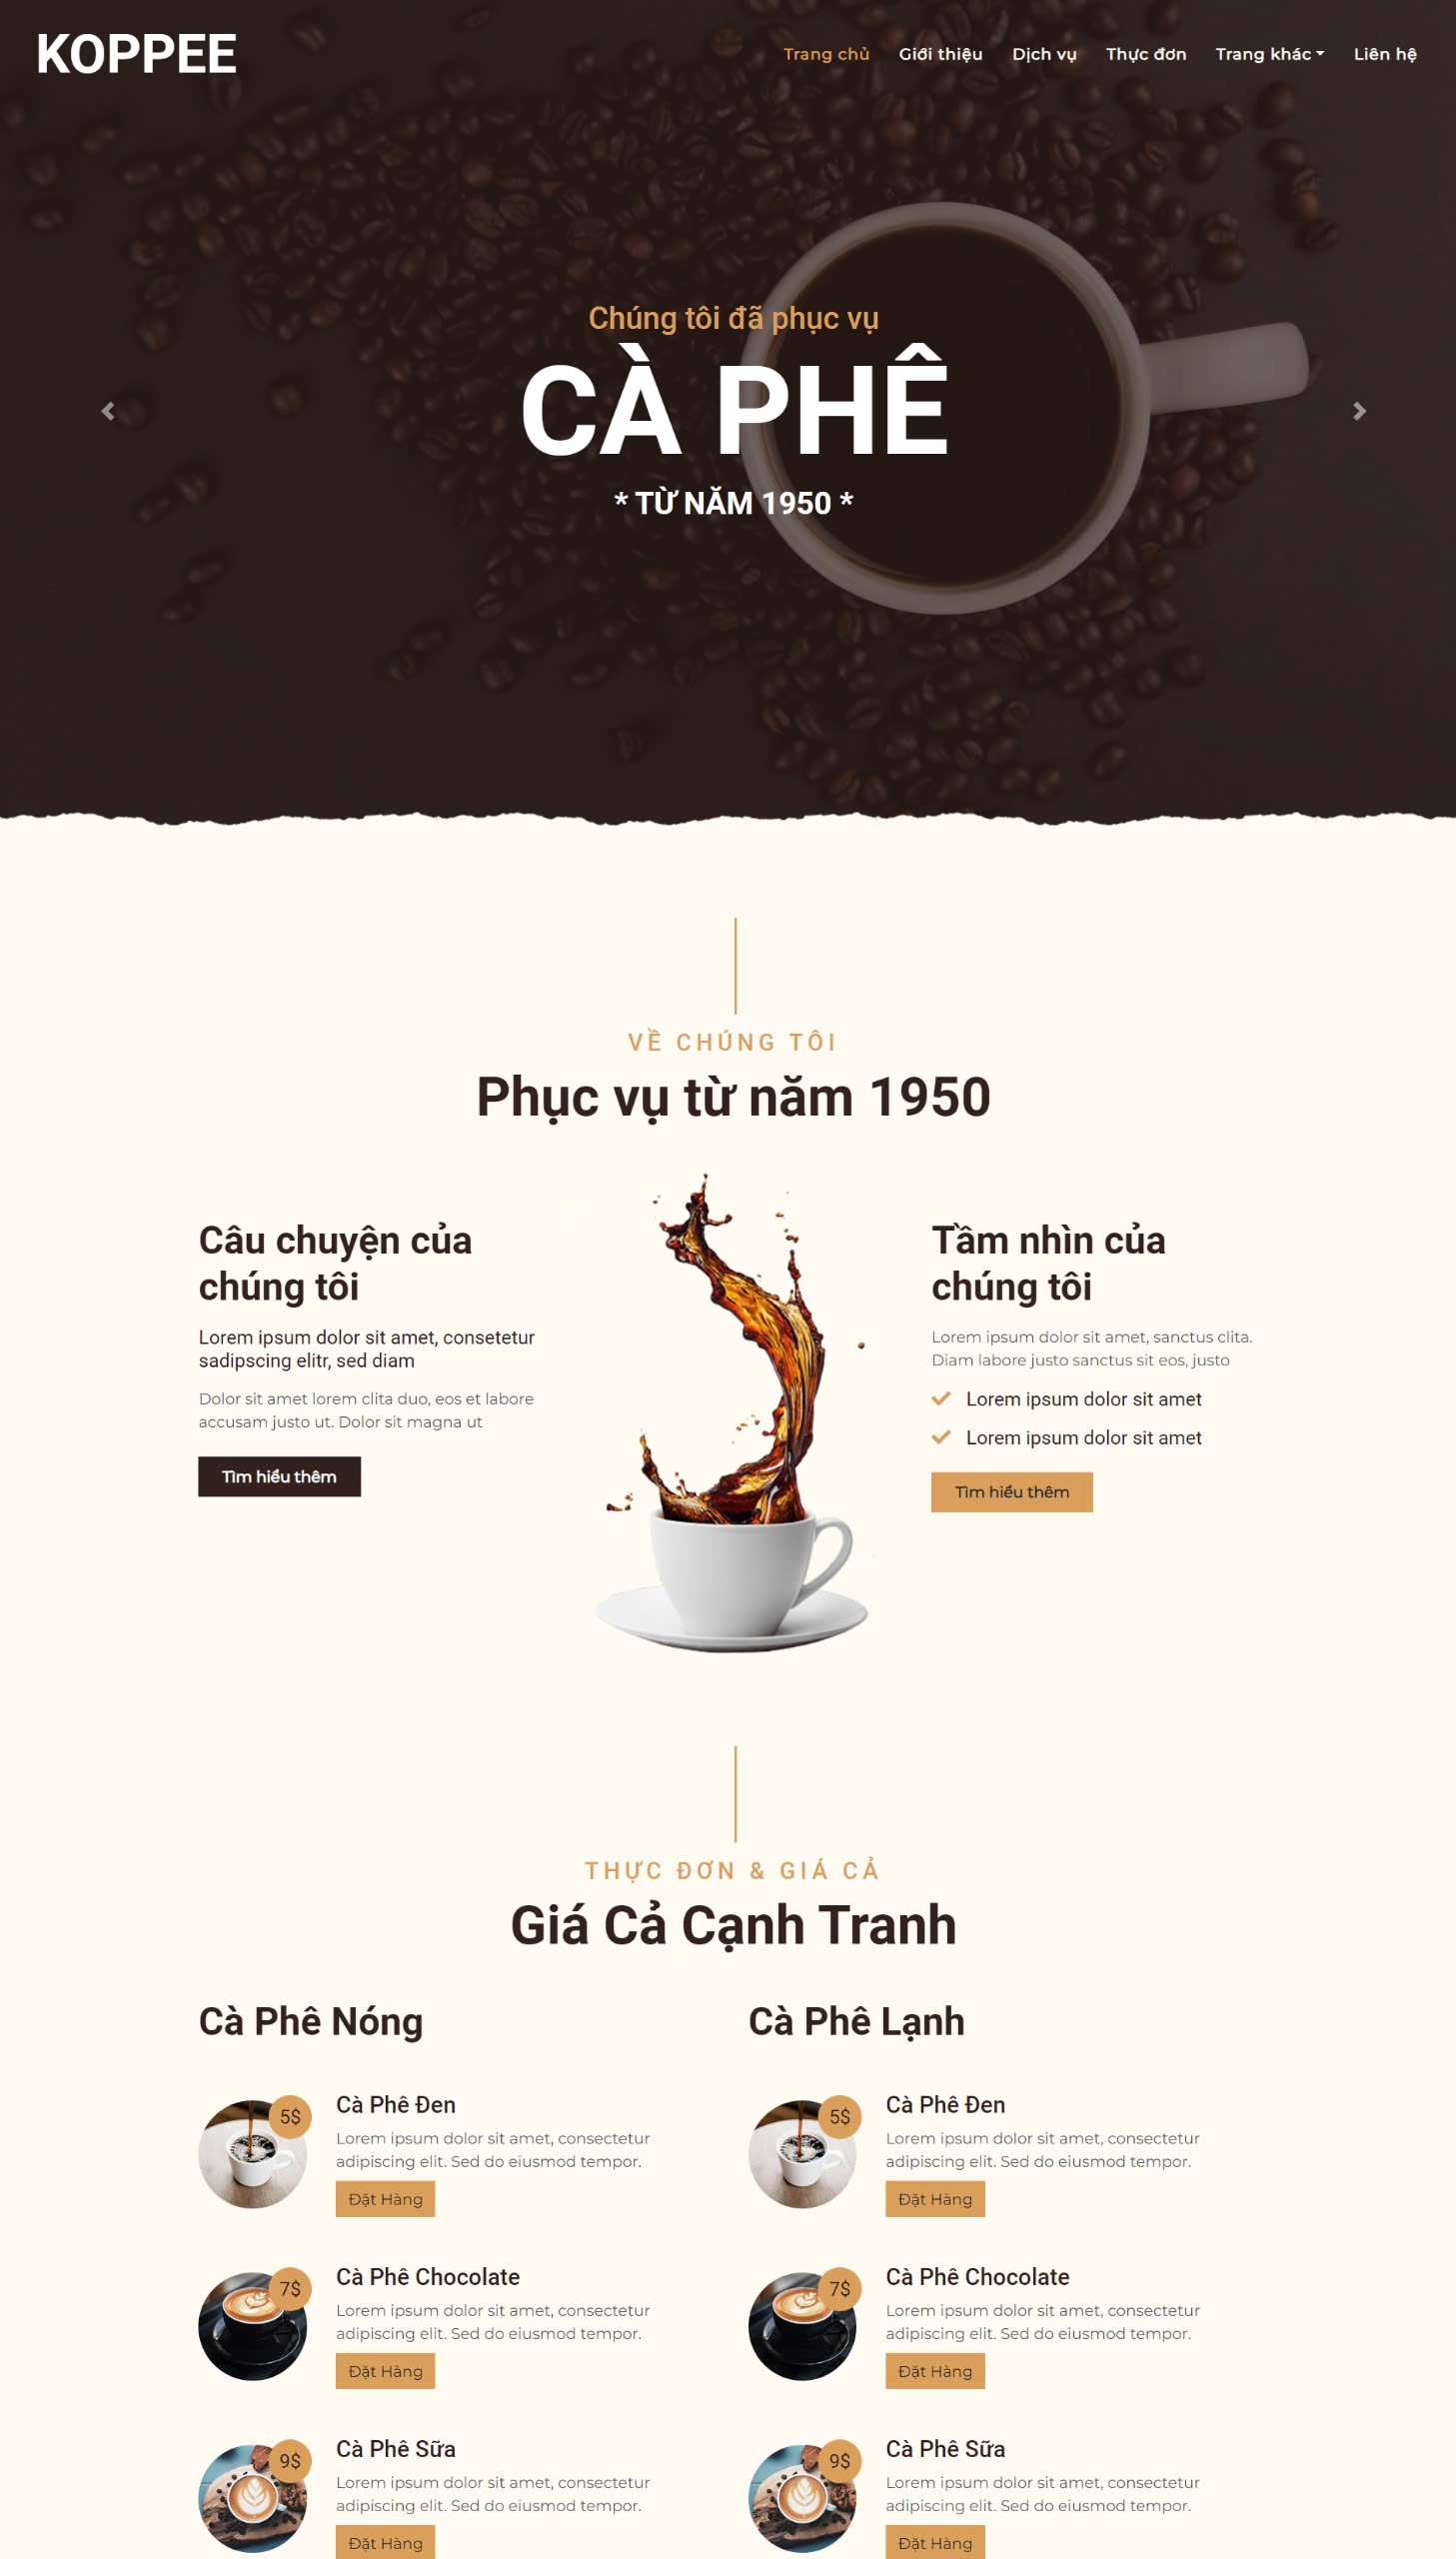 KOPPEE
Trang chủ Giới thiệu Dịch vụ Thực đơn Trang khác Liên hệ
Chúng tôi đã phục vụ
CÀ PHÊ
* TỪ NĂM 1950 *
VỀ CHÚNG TÔI
Phục vụ từ năm 1950
Câu chuyện của
chúng tôi
Lorem ipsum dolor sit amet, consetetur
sadipscing elitr, sed diam
Dolor sit amet lorem clita duo, eos et labore
accusam justo ut. Dolor sit magna ut
Tìm hiểu thêm
Tầm nhìn của
chúng tôi
Lorem ipsum dolor sit amet, sanctus clita.
Diam labore justo sanctus sit eos, justo
Lorem ipsum dolor sit amet
Lorem ipsum dolor sit amet
Tìm hiểu thêm
THỰC ĐƠN & GIÁ CẢ
Giá Cả Cạnh Tranh
Cà Phê Nóng
5$
Cà Phê Đen
Lorem ipsum dolor sit amet, consectetur
adipiscing elit. Sed do eiusmod tempor.
Đặt Hàng
7$
Cà Phê Chocolate
Lorem ipsum dolor sit amet, consectetur
adipiscing elit. Sed do eiusmod tempor.
Đặt Hàng
9$
Cà Phê Sữa
Lorem ipsum dolor sit amet, consectetur
adipiscing elit. Sed do eiusmod tempor.
Đặt Hàng
Cà Phê Lạnh
5$
Cà Phê Đen
Lorem ipsum dolor sit amet, consectetur
adipiscing elit. Sed do eiusmod tempor.
Đặt Hàng
7$
Cà Phê Chocolate
Lorem ipsum dolor sit amet, consectetur
adipiscing elit. Sed do eiusmod tempor.
Đặt Hàng
9$
Cà Phê Sữa
Lorem ipsum dolor sit amet, consectetur
adipiscing elit. Sed do eiusmod tempor.
Đặt Hàng